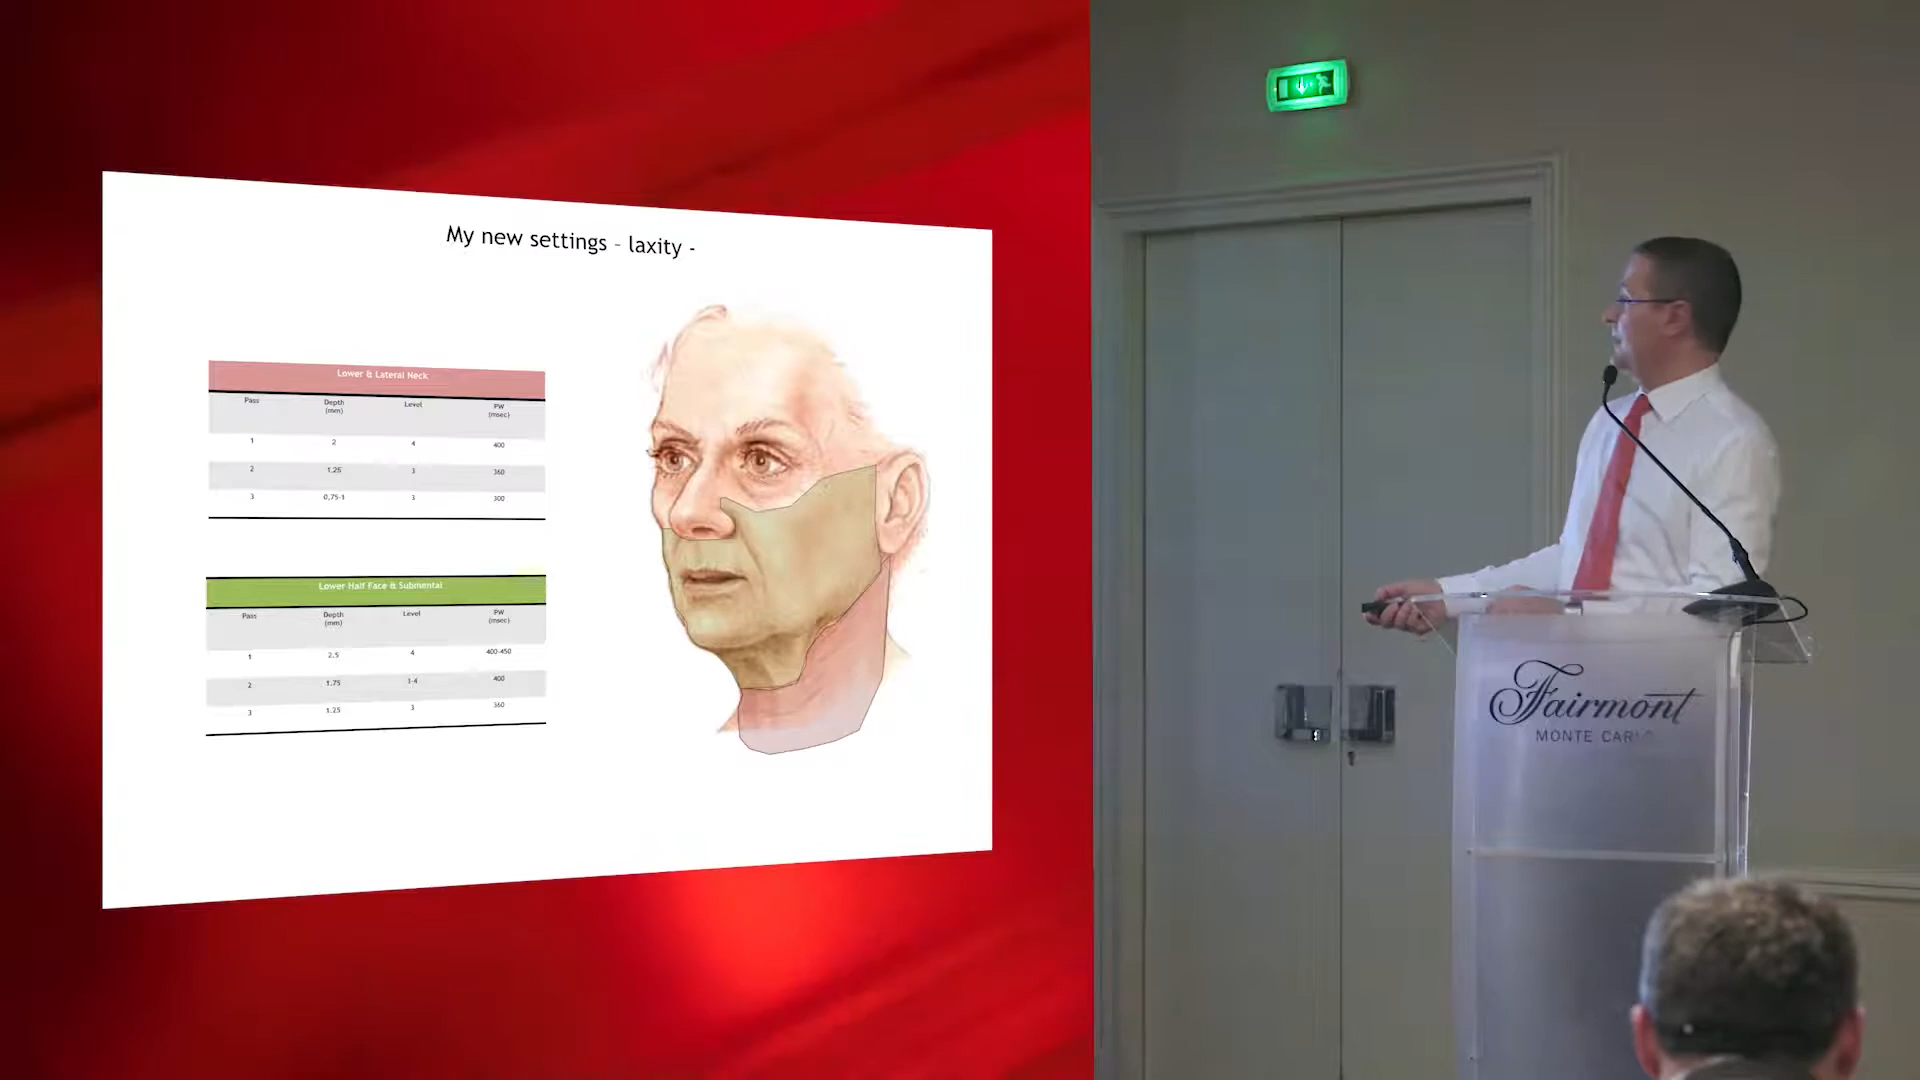 My new settings - laxity -
Lower & Lateral Neck
Pass Depth (mm) Level PW (msec)
1 2 4 400
2 1.25 3 360
3 0,75-1 3 300
Lower Half Face & Submental
Pass Depth (mm) Level PW (msec)
1 2.5 4 400-450
2 1.75 3-4 400
3 1.25 3 360
Fairmont
MONTE CARLO